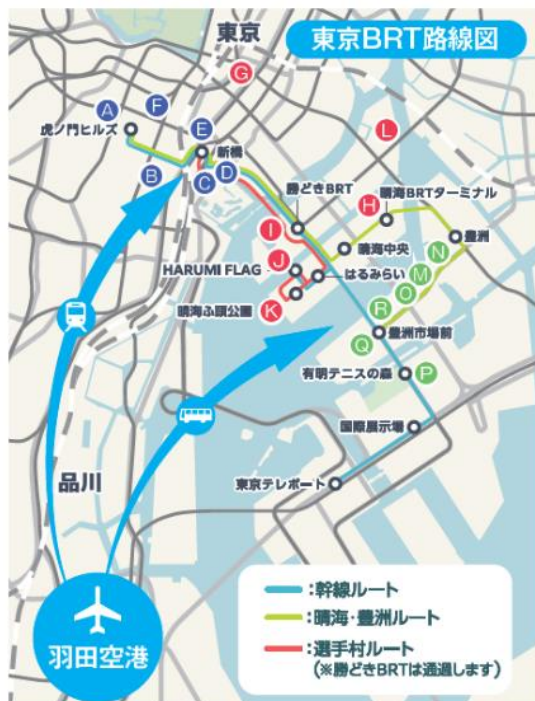 東京BRT路線図
東京
G
A
F
虎ノ門ヒルズ
E
新橋
L
B
C
D
勝どきBRT
H
晴海BRTターミナル
I
晴海中央
豊洲
N
J
HARUMI FLAG
はるみらい
M
O
K
晴海ふ頭公園
R
豊洲市場前
Q
有明テニスの森
P
国際展示場
品川
東京テレポート
羽田空港
:幹線ルート
:晴海・豊洲ルート
:選手村ルート
(※勝どきBRTは通過します)